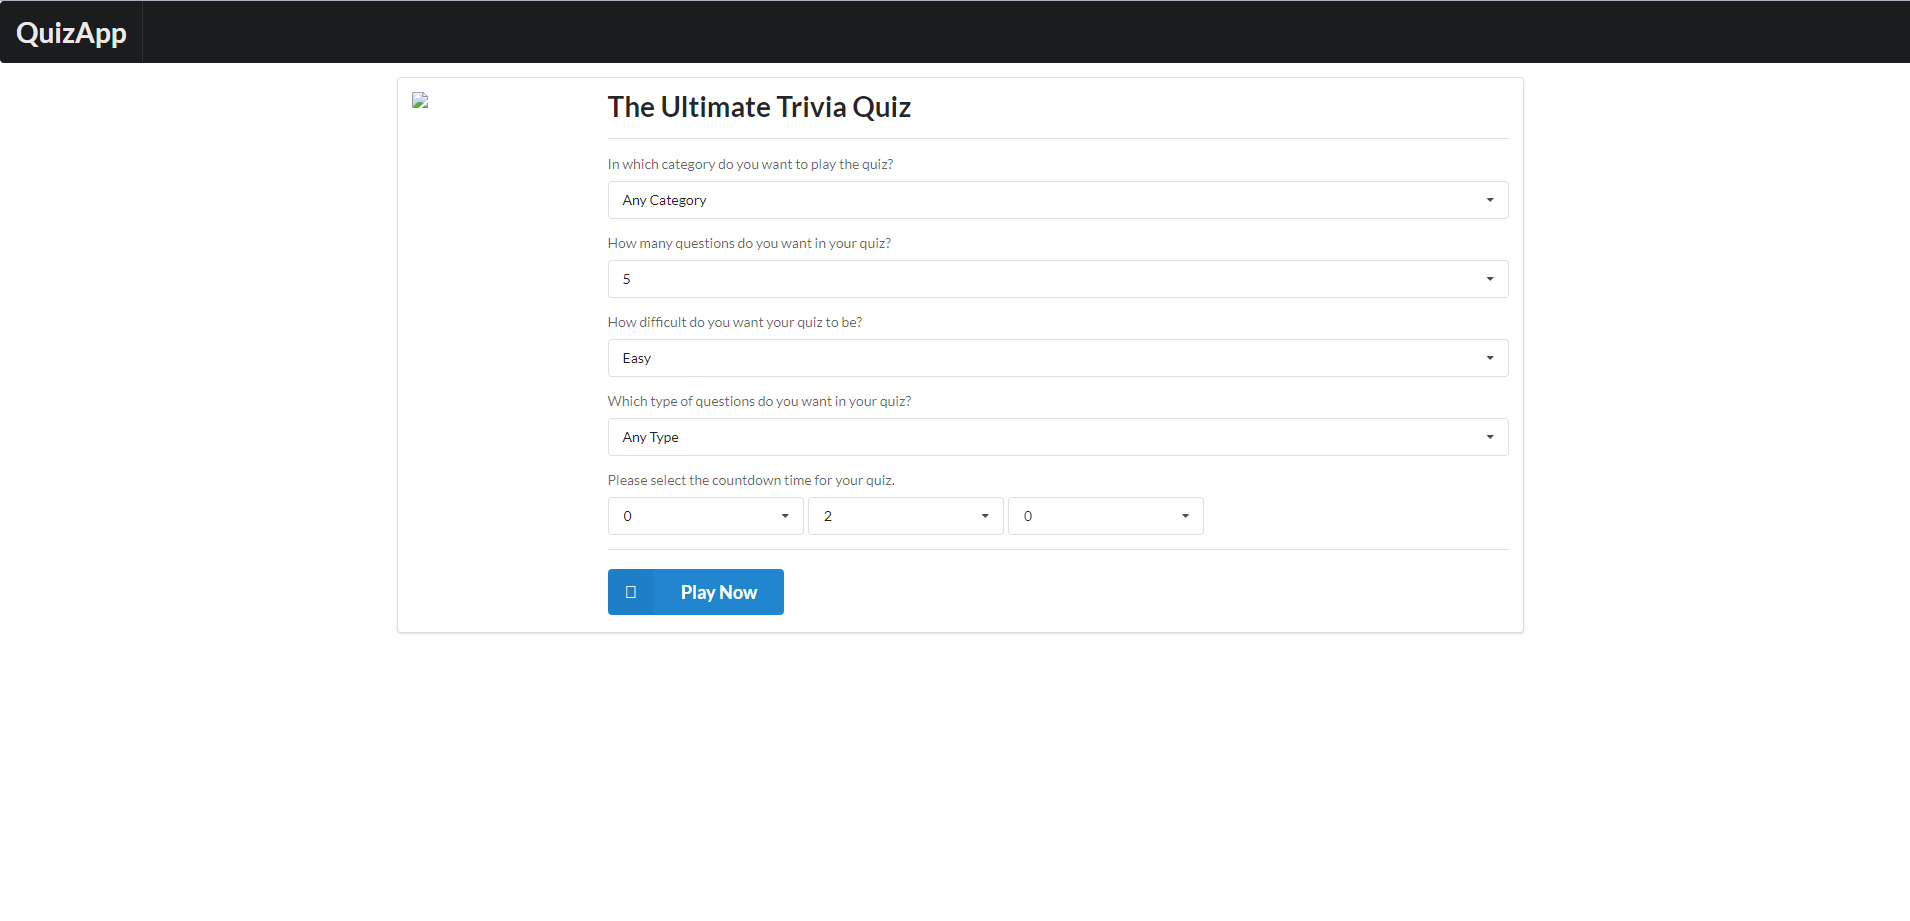 QuizApp
The Ultimate Trivia Quiz
In which category do you want to play the quiz?
Any Category
How many questions do you want in your quiz?
5
How difficult do you want your quiz to be?
Easy
Which type of questions do you want in your quiz?
Any Type
Please select the countdown time for your quiz.
0 2 0
Play Now